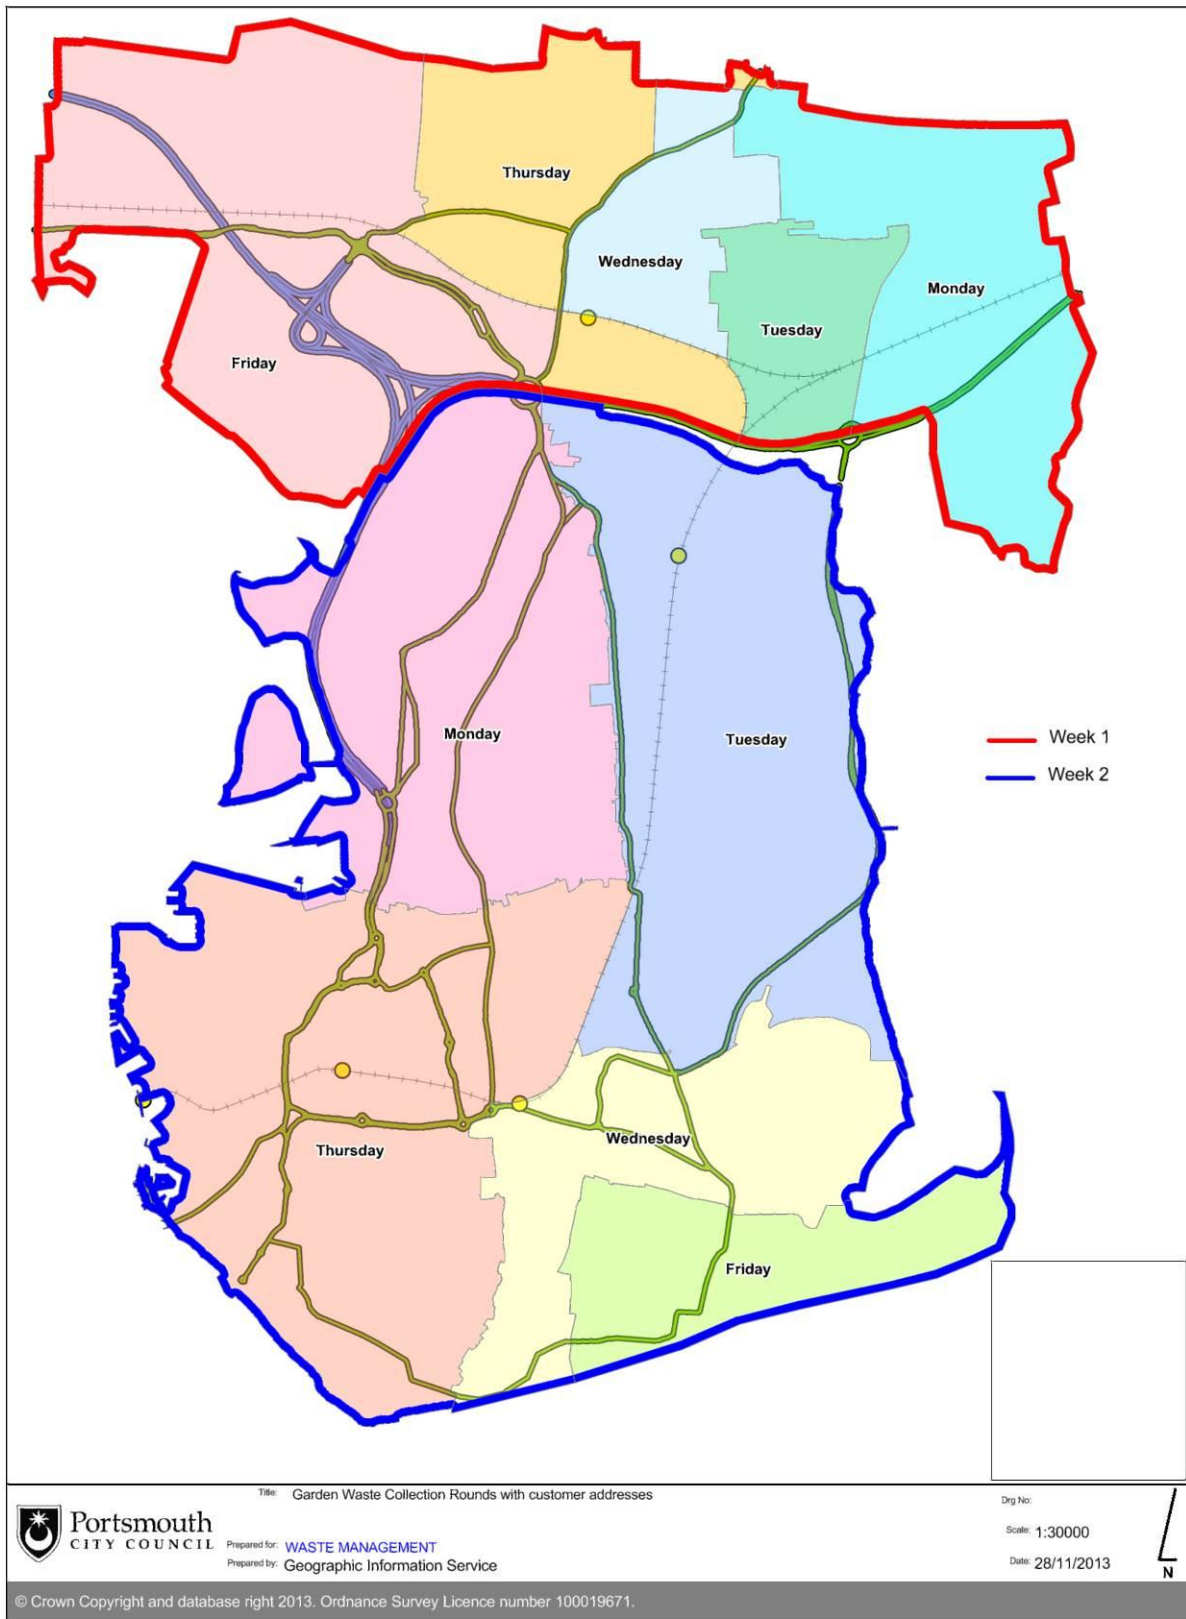 Thursday
Wednesday
Monday
Tuesday
Friday
Monday
Tuesday
Week 1
Week 2
Thursday
Wednesday
Friday
Title: Garden Waste Collection Rounds with customer addresses
Portsmouth
CITY COUNCIL
Prepared for: WASTE MANAGEMENT
Prepared by: Geographic Information Service
Drg No:
Scale: 1:30000
Date: 28/11/2013
N
© Crown Copyright and database right 2013. Ordnance Survey Licence number 100019671.